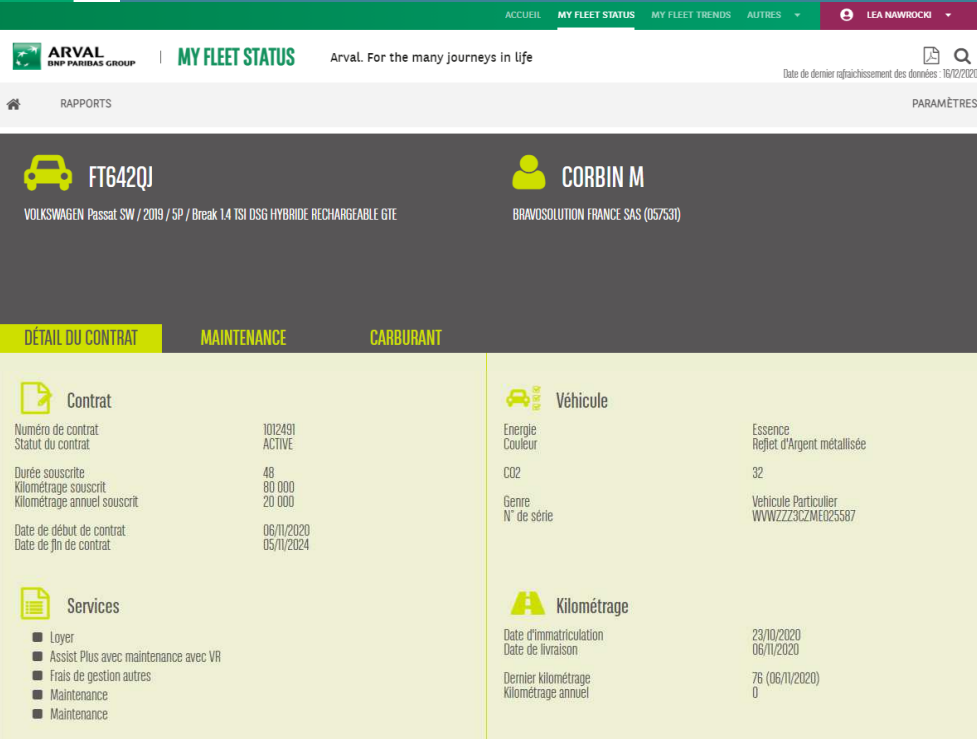 ACCUEIL MY FLEET STATUS MY FLEET TRENDS AUTRES LEA NAWROCKI
ARVAL
BNP PARIBAS GROUP
MY FLEET STATUS
Arval. For the many journeys in life
Date de dernier rafraichissement des données : 16/12/2020
RAPPORTS PARAMÈTRES
FT642QJ
VOLKSWAGEN Passat SW / 2019 / 5P / Break 1.4 TSI DSG HYBRIDE RECHARGEABLE GTE
CORBIN M
BRAVOSOLUTION FRANCE SAS (057531)
DÉTAIL DU CONTRAT MAINTENANCE CARBURANT
Contrat
Numéro de contrat 1012491
Statut du contrat ACTIVE
Durée souscrite 48
Kilométrage souscrit 80 000
Kilométrage annuel souscrit 20 000
Date de début de contrat 06/11/2020
Date de fin de contrat 05/11/2024
Véhicule
Energie Essence
Couleur Reflet d'Argent métallisée
CO2 32
Genre Vehicule Particulier
N° de série WVWZZZ3CZME025587
Services
Loyer
Assist Plus avec maintenance avec VR
Frais de gestion autres
Maintenance
Maintenance
Kilométrage
Date d'immatriculation 23/10/2020
Date de livraison 06/11/2020
Dernier kilométrage 76 (06/11/2020)
Kilométrage annuel 0